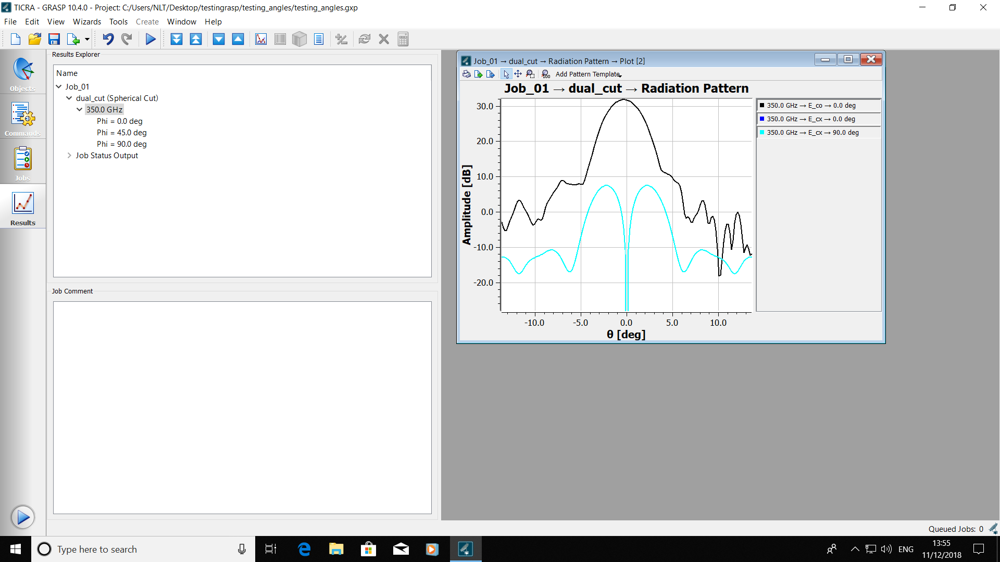 TICRA - GRASP 10.4.0 - Project: C:/Users/NLT/Desktop/testingrasp/testing_angles/testing_angles.gxp
File Edit View Wizards Tools Create Window Help
Objects
Commands
Jobs
Results
Results Explorer
Name
Job_01
dual_cut (Spherical Cut)
350.0 GHz
Phi = 0.0 deg
Phi = 45.0 deg
Phi = 90.0 deg
Job Status Output
Job Comment
Job_01 → dual_cut → Radiation Pattern → Plot [2]
100 Add Pattern Template
Job_01 → dual_cut → Radiation Pattern
Amplitude [dB]
30.0
20.0
10.0
0.0
-10.0
-20.0
-10.0 -5.0 0.0 5.0 10.0
θ [deg]
350.0 GHz → E_co → 0.0 deg
350.0 GHz → E_cx → 0.0 deg
350.0 GHz → E_cx → 90.0 deg
Queued Jobs: 0
Type here to search
ENG
13:55
11/12/2018